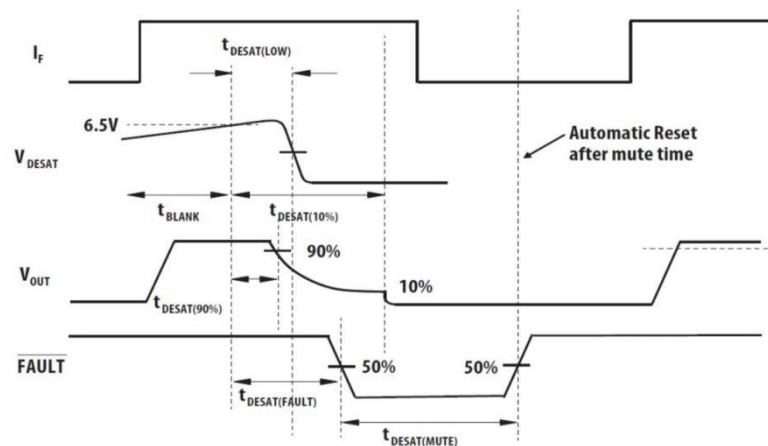 I_F
t_DESAT(LOW)
6.5V
Automatic Reset
after mute time
V_DESAT
t_BLANK
t_DESAT(10%)
90%
V_OUT
10%
t_DESAT(90%)
FAULT
50%
50%
t_DESAT(FAULT)
t_DESAT(MUTE)